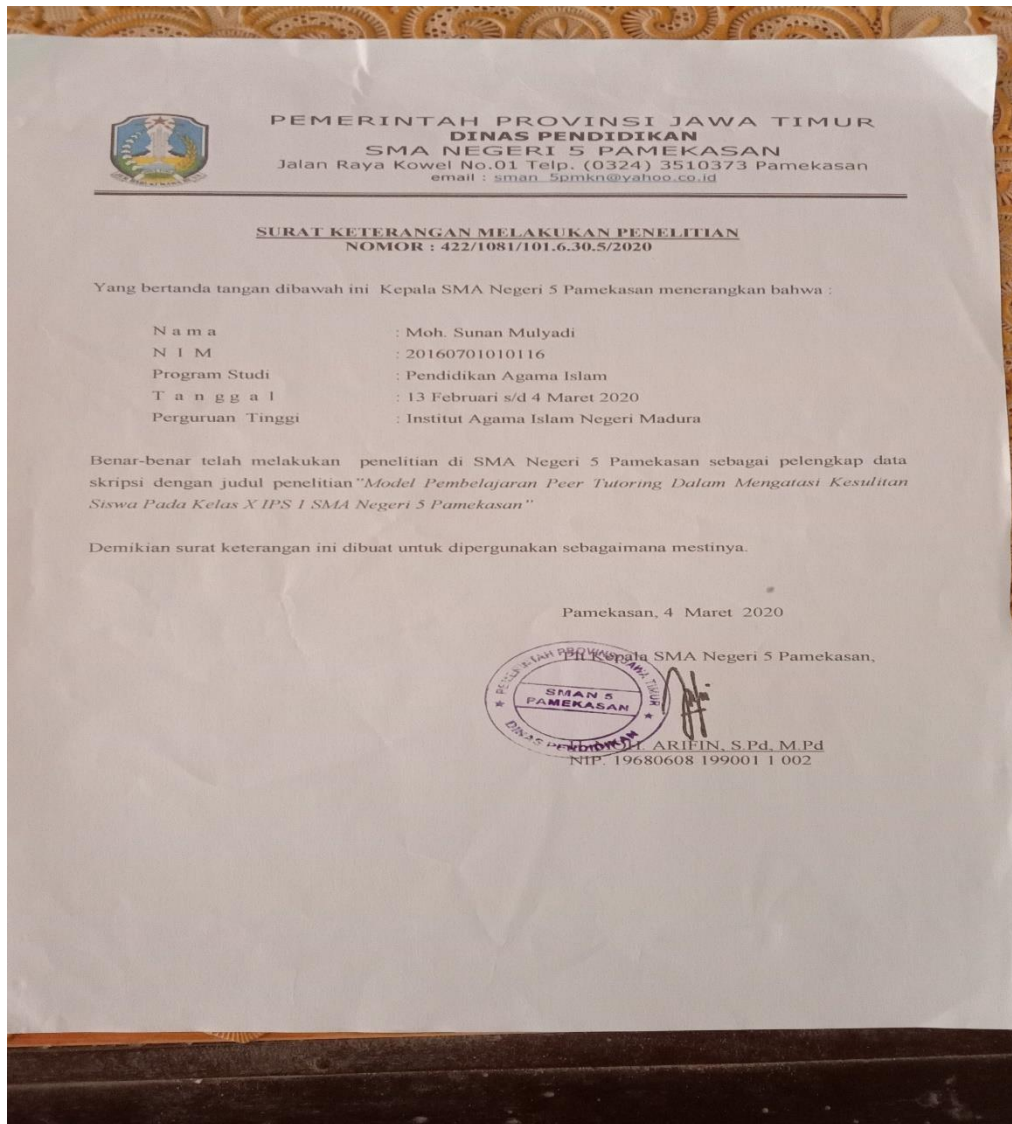 PEMERINTAH PROVINSI JAWA TIMUR
DINAS PENDIDIKAN
SMA NEGERI 5 PAMEKASAN
Jalan Raya Kowel No.01 Telp. (0324) 3510373 Pamekasan
email : sman_5pmkn@yahoo.co.id
SURAT KETERANGAN MELAKUKAN PENELITIAN
NOMOR : 422/1081/101.6.30.5/2020
Yang bertanda tangan dibawah ini Kepala SMA Negeri 5 Pamekasan menerangkan bahwa :
N a m a : Moh. Sunan Mulyadi
N I M : 20160701010116
Program Studi : Pendidikan Agama Islam
T a n g g a l : 13 Februari s/d 4 Maret 2020
Perguruan Tinggi : Institut Agama Islam Negeri Madura
Benar-benar telah melakukan penelitian di SMA Negeri 5 Pamekasan sebagai pelengkap data
skripsi dengan judul penelitian "Model Pembelajaran Peer Tutoring Dalam Mengatasi Kesulitan
Siswa Pada Kelas X IPS 1 SMA Negeri 5 Pamekasan"
Demikian surat keterangan ini dibuat untuk dipergunakan sebagaimana mestinya.
Pamekasan, 4 Maret 2020
Plt Kepala SMA Negeri 5 Pamekasan,
PEMERINTAH PROVINSI JAWA TIMUR
SMAN 5
PAMEKASAN
DINAS PENDIDIKAN
ARIFIN, S.Pd, M.Pd
NIP. 19680608 199001 1 002